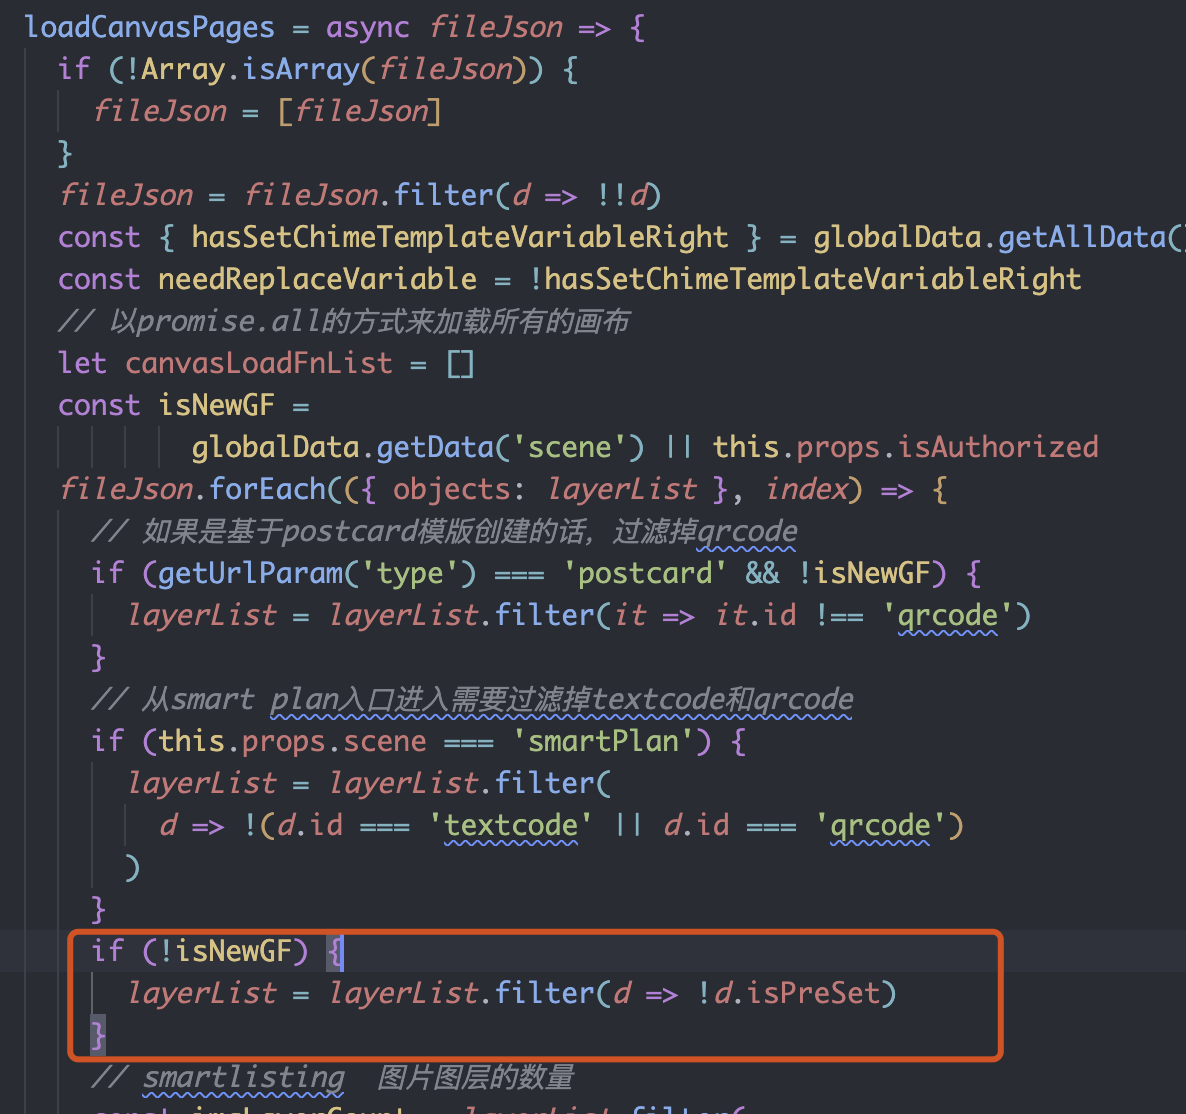 loadCanvasPages = async fileJson => {
if (!Array.isArray(fileJson)) {
fileJson = [fileJson]
}
fileJson = fileJson.filter(d => !!d)
const { hasSetChimeTemplateVariableRight } = globalData.getAllData(
const needReplaceVariable = !hasSetChimeTemplateVariableRight
// 以promise.all的方式来加载所有的画布
let canvasLoadFnList = []
const isNewGF =
globalData.getData('scene') || this.props.isAuthorized
fileJson.forEach(({ objects: layerList }, index) => {
// 如果是基于postcard模版创建的话，过滤掉qrcode
if (getUrlParam('type') === 'postcard' && !isNewGF) {
layerList = layerList.filter(it => it.id !== 'qrcode')
}
// 从smart plan入口进入需要过滤掉textcode和qrcode
if (this.props.scene === 'smartPlan') {
layerList = layerList.filter(
d => !(d.id === 'textcode' || d.id === 'qrcode')
)
}
if (!isNewGF) {
layerList = layerList.filter(d => !d.isPreSet)
}
// smartlisting 图片图层的数量